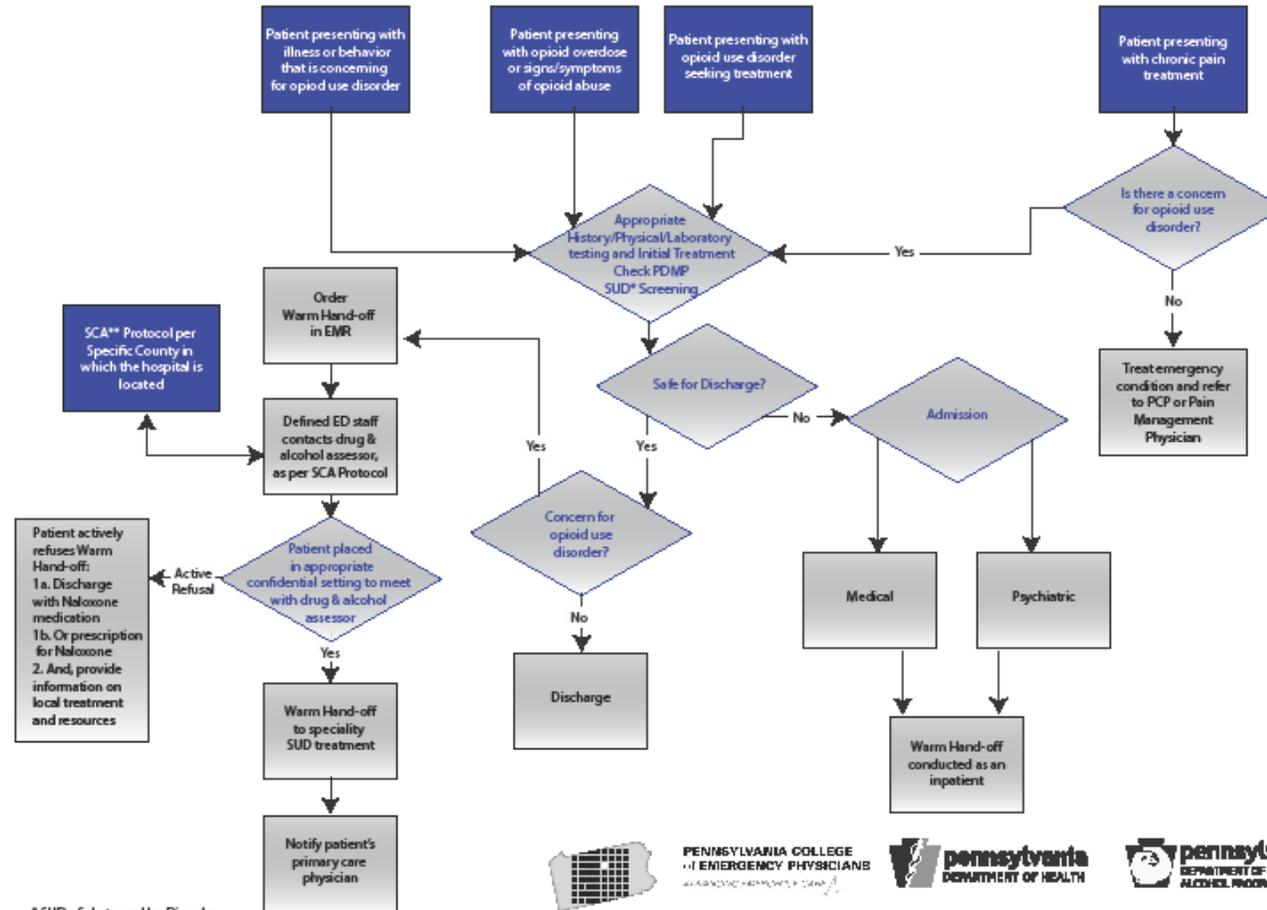 Patient presenting with
illness or behavior
that is concerning
for opiod use disorder
Patient presenting
with opioid overdose
or signs/symptoms
of opioid abuse
Patient presenting with
opioid use disorder
seeking treatment
Patient presenting
with chronic pain
treatment
Is there a concern
for opioid use
disorder?
Appropriate
History/Physical/Laboratory
testing and Initial Treatment
Check PDMP
SUD* Screening
Yes
No
Order
Warm Hand-off
in EMR
SCA** Protocol per
Specific County in
which the hospital is
located
Safe for Discharge?
Treat emergency
condition and refer
to PCP or Pain
Management
Physician
Defined ED staff
contacts drug &
alcohol assessor,
as per SCA Protocol
No
Admission
Yes
Yes
Concern for
opioid use
disorder?
Patient actively
refuses Warm
Hand-off:
1a. Discharge
with Naloxone
medication
1b. Or prescription
for Naloxone
2. And, provide
information on
local treatment
and resources
Active
Refusal
Patient placed
in appropriate
confidential setting to meet
with drug & alcohol
assessor
Medical
Psychiatric
No
Yes
Discharge
Warm Hand-off
to speciality
SUD treatment
Warm Hand-off
conducted as an
inpatient
Notify patient's
primary care
physician
PENNSYLVANIA COLLEGE
of EMERGENCY PHYSICIANS
pennsylvania
DEPARTMENT OF HEALTH
DEPARTMENT OF